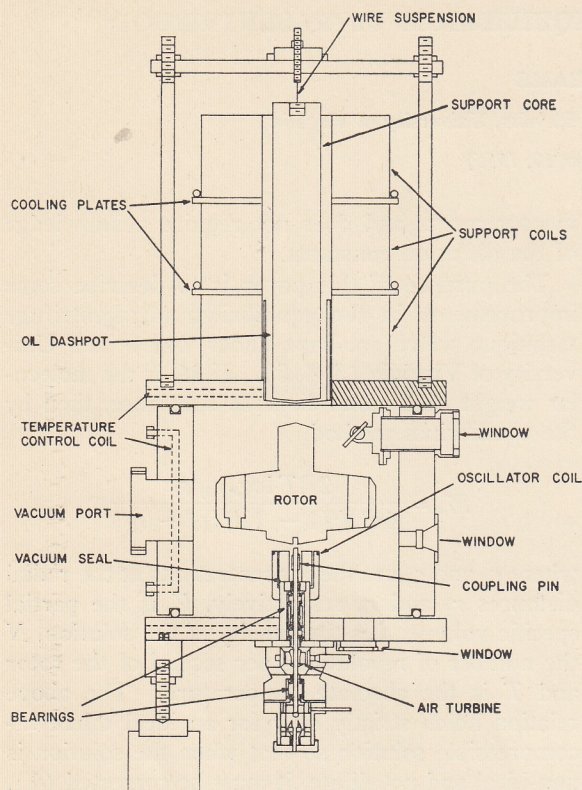 WIRE SUSPENSION
SUPPORT CORE
COOLING PLATES
SUPPORT COILS
OIL DASHPOT
TEMPERATURE
CONTROL COIL
WINDOW
ROTOR
OSCILLATOR COIL
VACUUM PORT
WINDOW
VACUUM SEAL
COUPLING PIN
WINDOW
BEARINGS
AIR TURBINE